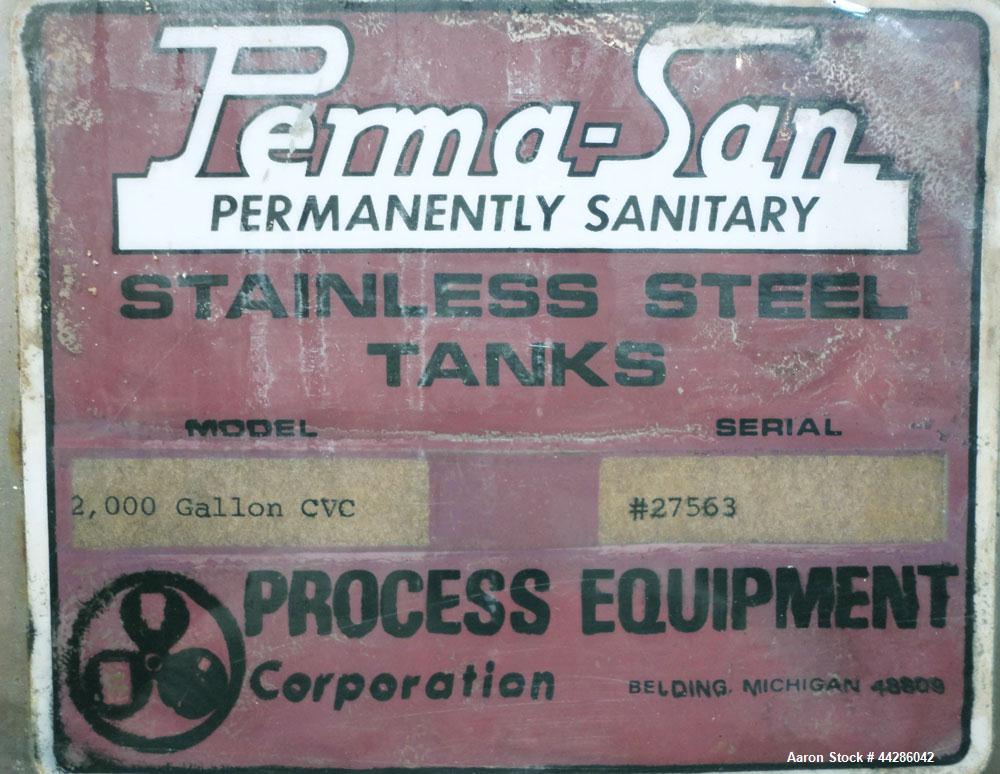 Perma-San
PERMANENTLY SANITARY
STAINLESS STEEL
TANKS
MODEL SERIAL
2,000 Gallon CVC #27563
PROCESS EQUIPMENT
Corporation BELDING, MICHIGAN 48809
Aaron Stock # 44286042